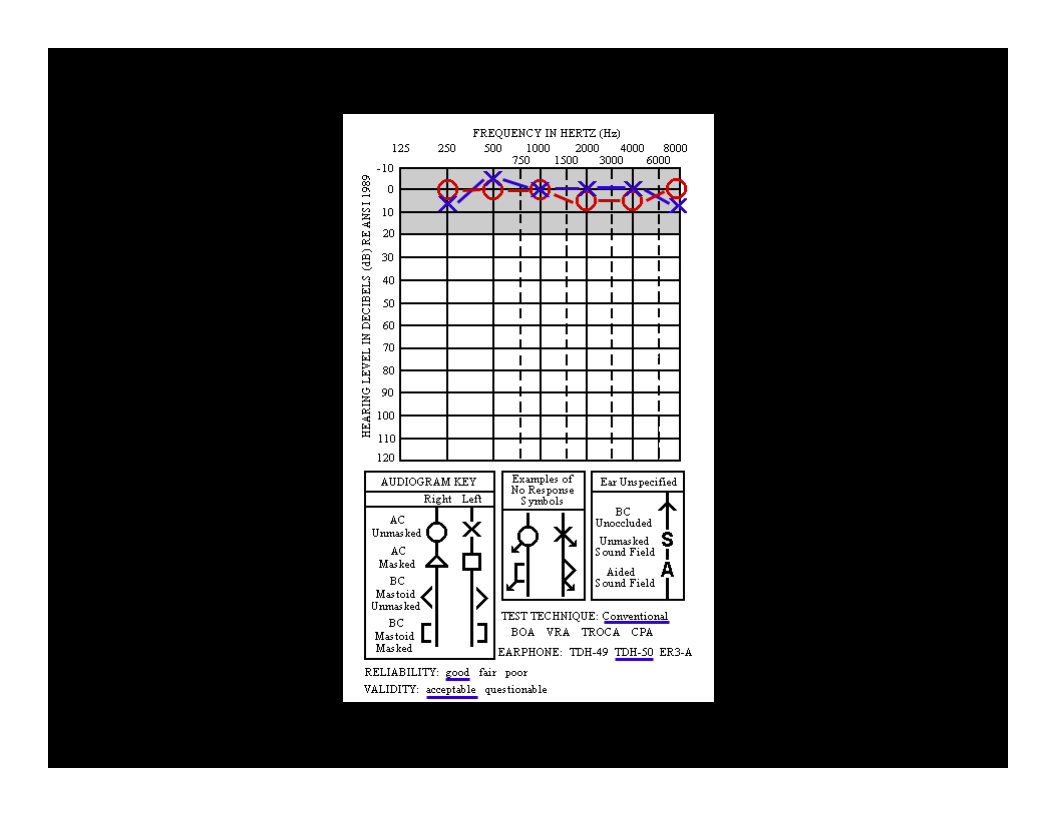 FREQUENCY IN HERTZ (Hz)
125 250 500 1000 2000 4000 8000
750 1500 3000 6000
HEARING LEVEL IN DECIBELS (dB) RE ANSI 1989
-10
0
10
20
30
40
50
60
70
80
90
100
110
120
AUDIOGRAM KEY
Right Left
AC
Unmasked
AC
Masked
BC
Mastoid
Unmasked
BC
Mastoid
Masked
Examples of
No Response
Symbols
Ear Unspecified
BC
Unoccluded
Unmasked
Sound Field
S
Aided
Sound Field
A
TEST TECHNIQUE: Conventional
BOA VRA TROCA CPA
EARPHONE: TDH-49 TDH-50 ER3-A
RELIABILITY: good fair poor
VALIDITY: acceptable questionable